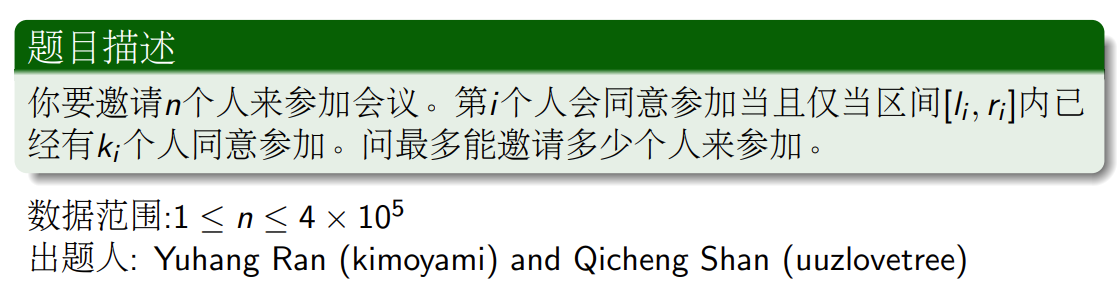 题目描述
你要邀请n个人来参加会议。第i个人会同意参加当且仅当区间[lᵢ, rᵢ]内已
经有kᵢ个人同意参加。问最多能邀请多少个人来参加。
数据范围:1 ≤ n ≤ 4 × 10⁵
出题人: Yuhang Ran (kimoyami) and Qicheng Shan (uuzlovetree)